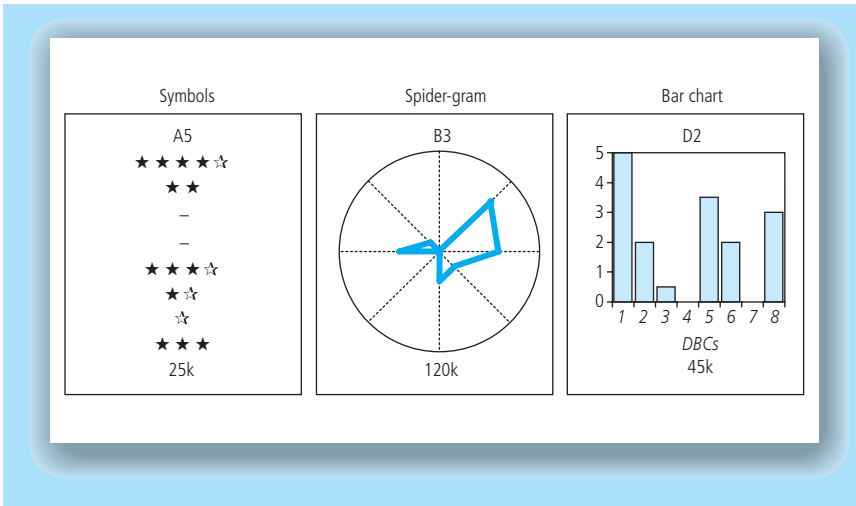 Symbols
A5
★★★★☆
★★
–
–
★★★☆
★☆
☆
★★★
25k
Spider-gram
B3
120k
Bar chart
D2
5
4
3
2
1
0
1 2 3 4 5 6 7 8
DBCs
45k